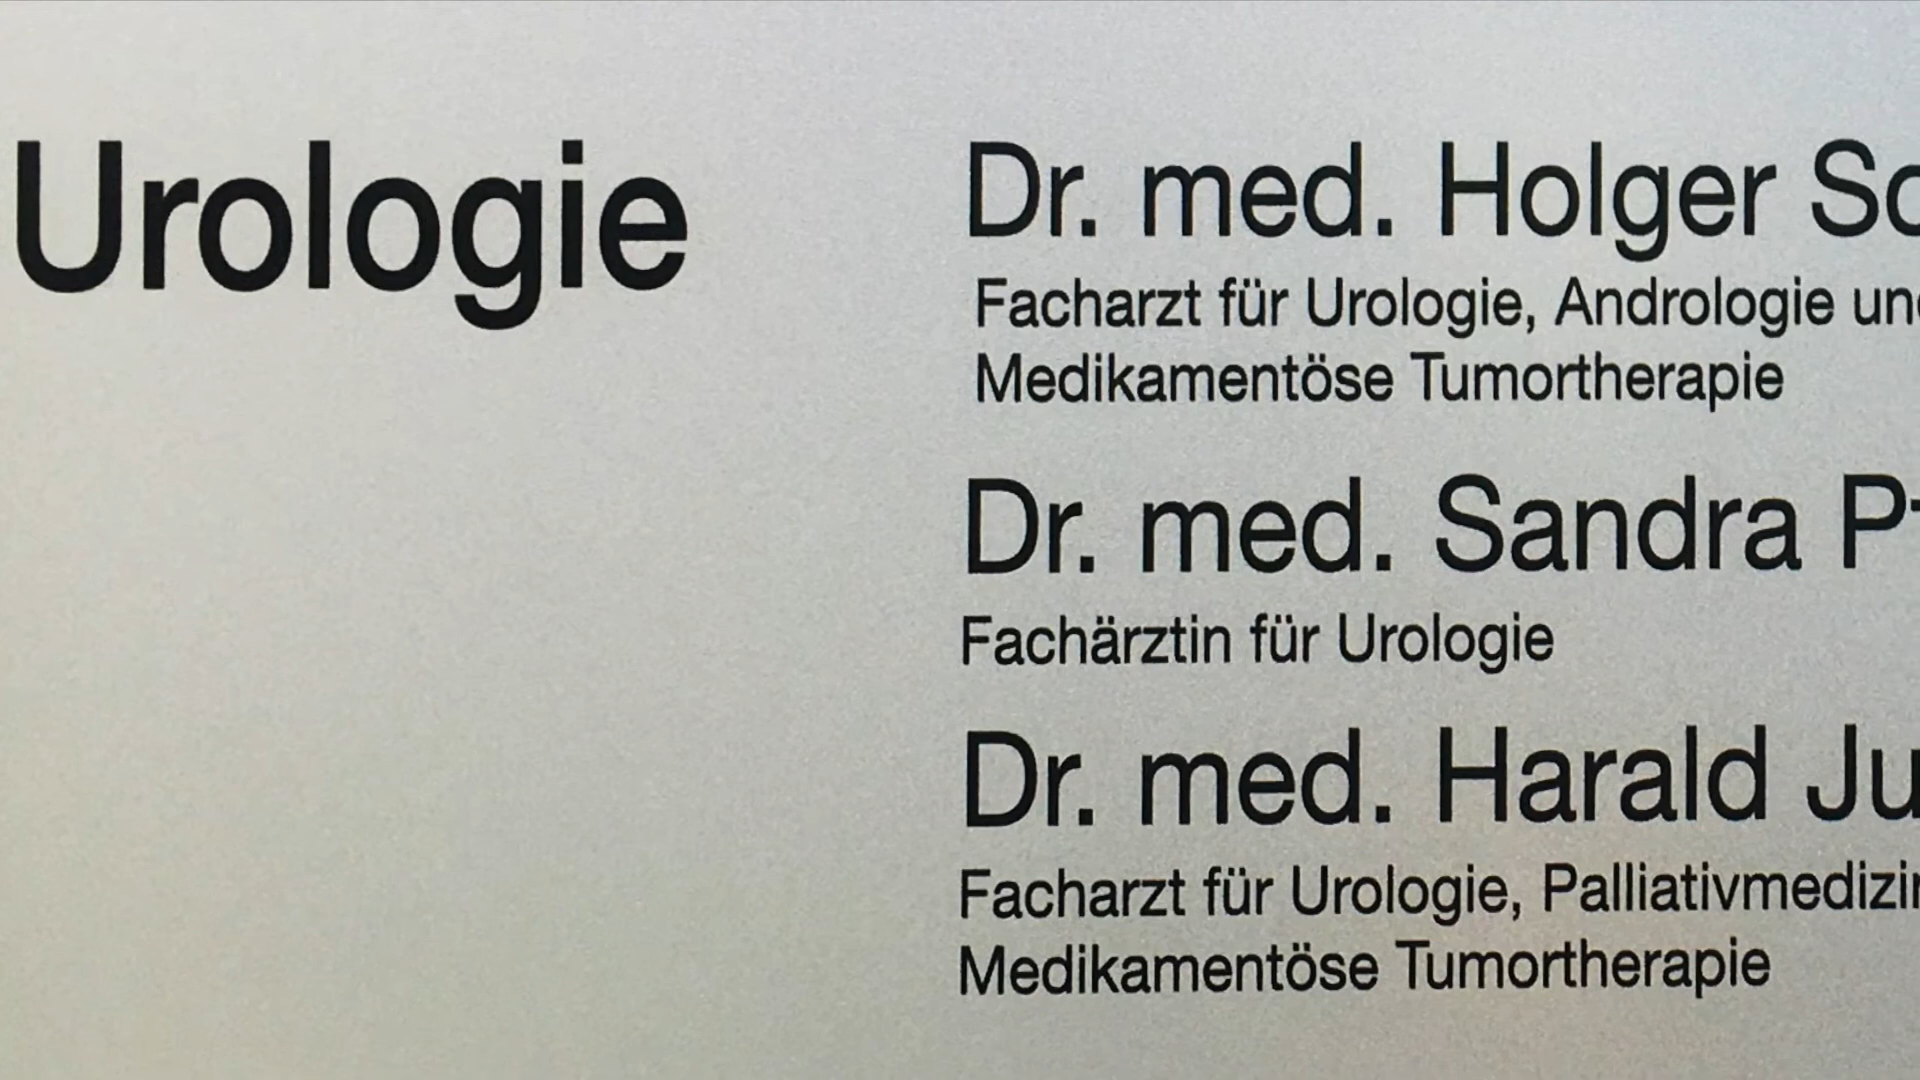 Urologie
Dr. med. Holger
Facharzt für Urologie, Andrologie
Medikamentöse Tumortherapie
Dr. med. Sandra
Fachärztin für Urologie
Dr. med. Harald
Facharzt für Urologie,
Medikamentöse Tumortherapie